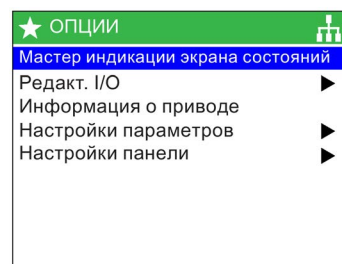 ОПЦИИ
Мастер индикации экрана состояний
Редакт. I/O
Информация о приводе
Настройки параметров
Настройки панели